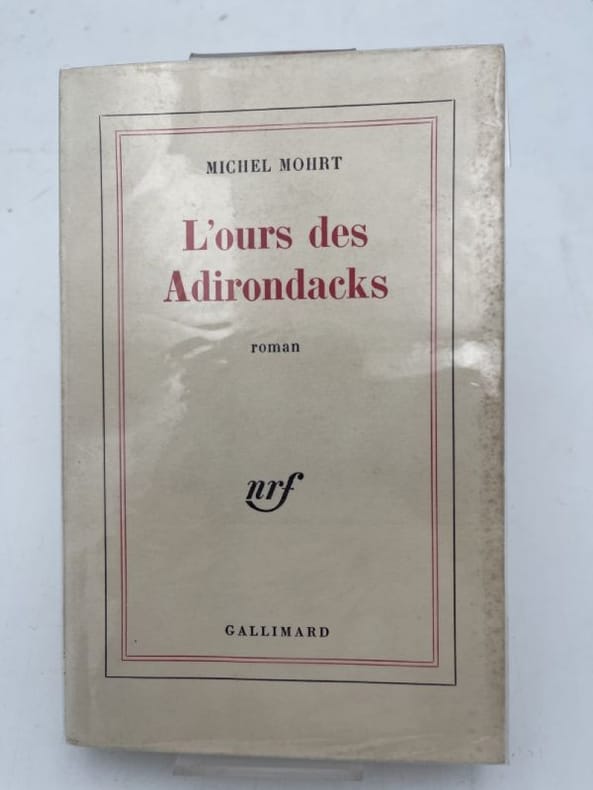 MICHEL MOHRT
L'ours des
Adirondacks
roman
nrf
GALLIMARD